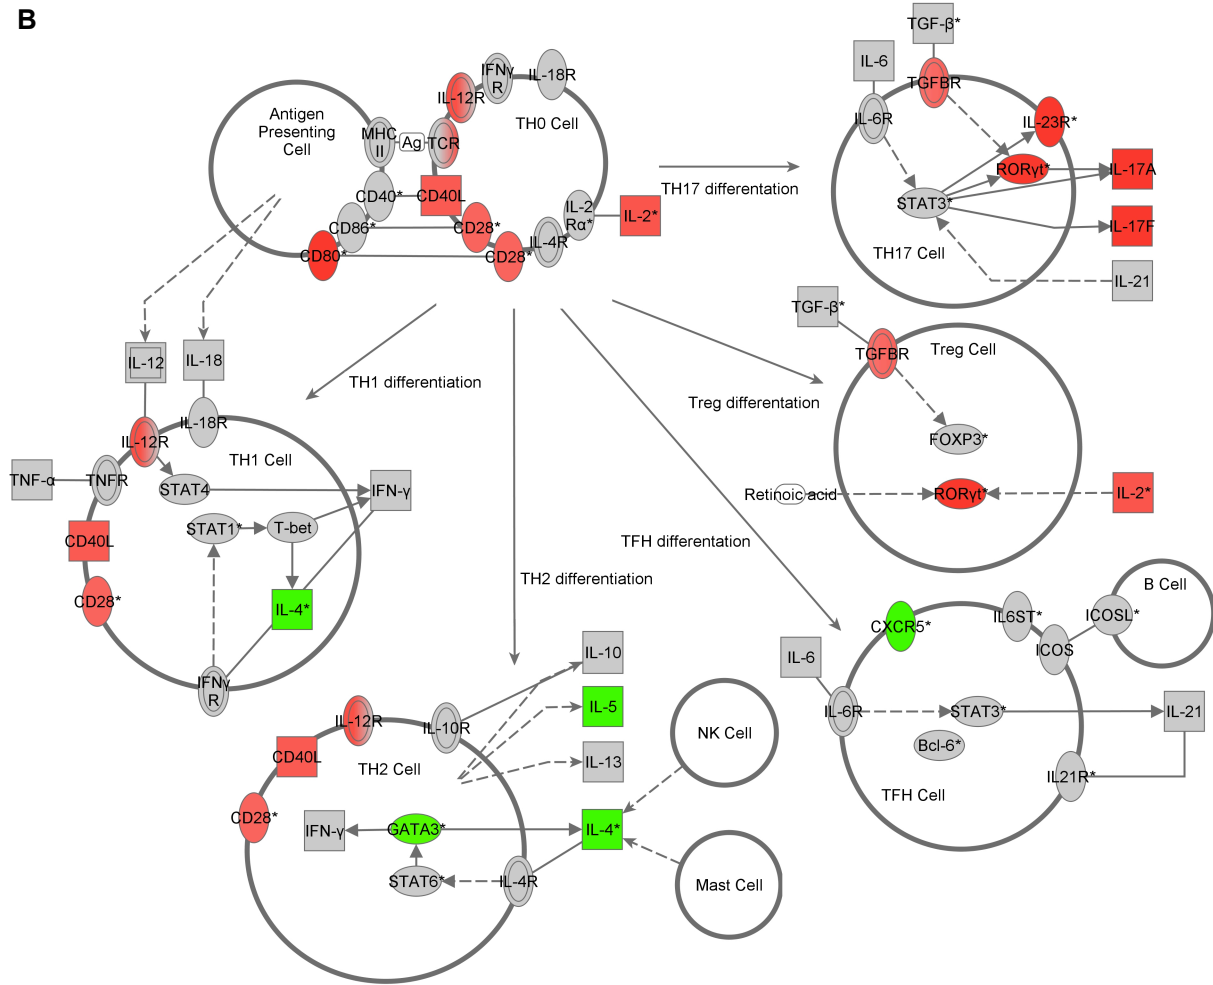 B
Antigen
Presenting
Cell
MHC
II
Ag
TCR
IL-12R
IFNγ
R
IL-18R
TH0 Cell
CD40*
CD40L
CD86*
CD28*
CD80*
CD28*
IL-4R
IL-2
Rα*
IL-2*
TH17 differentation
TGF-β*
IL-6
TGFBR
IL-6R
IL-23R*
RORγt*
IL-17A
STAT3*
IL-17F
TH17 Cell
IL-21
IL-12
IL-18
TH1 differentiation
IL-12R
IL-18R
TH1 Cell
TNF-α
TNFR
STAT4
IFN-γ
STAT1*
T-bet
CD40L
CD28*
IL-4*
IFNγ
R
TGF-β*
TGFBR
Treg Cell
Treg differentation
FOXP3*
Retinoic acid
RORγt*
IL-2*
TFH differentation
TH2 differentiation
IL-10
IL-5
IL-13
IL-12R
IL-10R
CD40L
TH2 Cell
CD28*
IFN-γ
GATA3*
IL-4*
STAT6*
IL-4R
NK Cell
Mast Cell
B Cell
CXCR5*
IL6ST*
ICOSL*
ICOS
IL-6
IL-6R
STAT3*
IL-21
Bcl-6*
IL21R*
TFH Cell